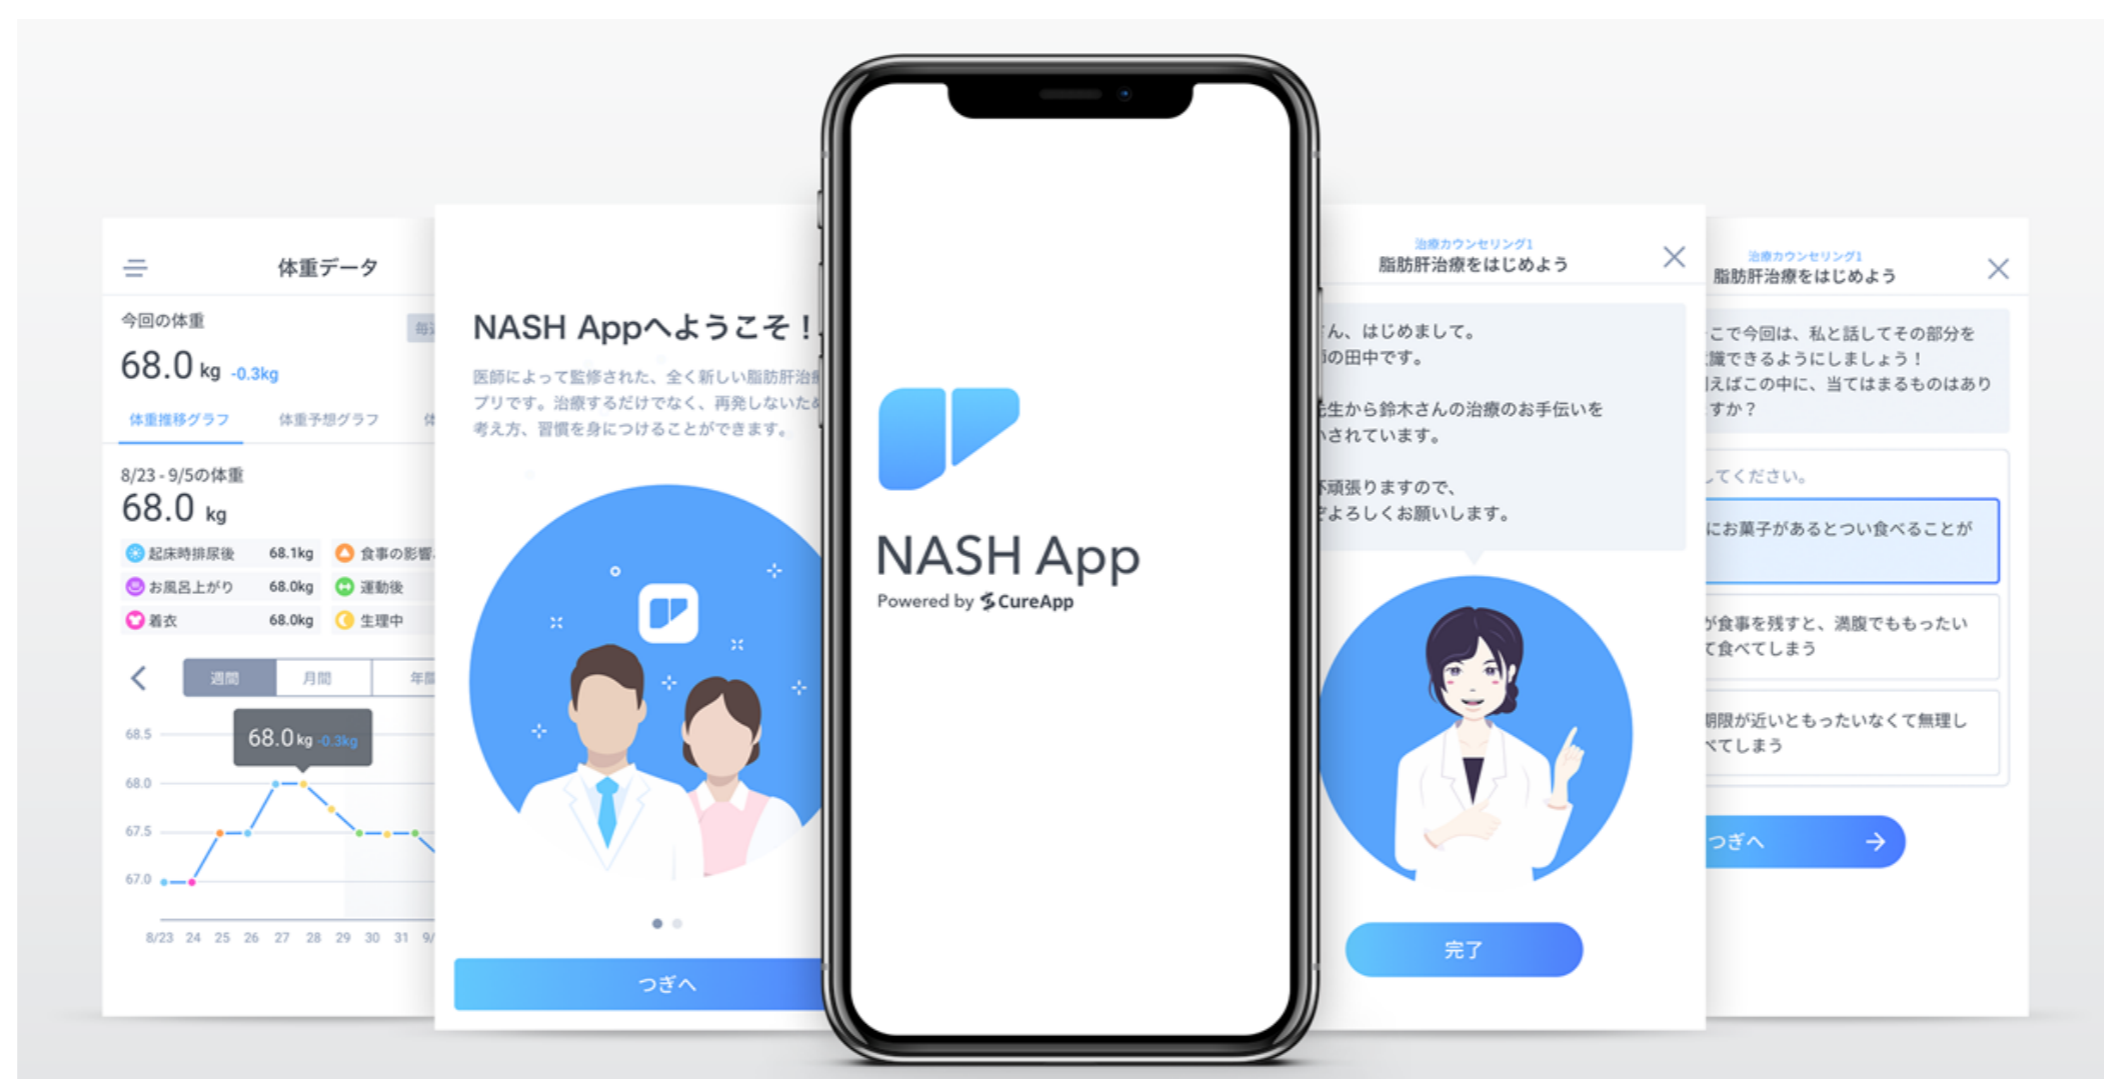 体重データ
今回の体重
68.0 kg -0.3kg
体重推移グラフ 体重予想グラフ
8/23 - 9/5の体重
68.0 kg
起床時排尿後 68.1kg 食事の影響
お風呂上がり 68.0kg 運動後
着衣 68.0kg 生理中
週間 月間 年間
68.0 kg -0.3kg
68.5
68.0
67.5
67.0
8/23 24 25 26 27 28 29 30 31 9/
NASH Appへようこそ！
医師によって監修された、全く新しい脂肪肝治療
プリです。治療するだけでなく、再発しないため
考え方、習慣を身につけることができます。
つぎへ
NASH App
Powered by CureApp
治療カウンセリング1
脂肪肝治療をはじめよう
ん、はじめまして。
の田中です。
先生から鈴木さんの治療のお手伝いを
されています。
頑張りますので、
よろしくお願いします。
完了
治療カウンセリング1
脂肪肝治療をはじめよう
こで今回は、私と話してその部分を
識できるようにしましょう！
えばこの中に、当てはまるものはあり
すか？
してください。
にお菓子があるとつい食べることが
が食事を残すと、満腹でももったい
て食べてしまう
期限が近いともったいなくて無理し
べてしまう
つぎへ